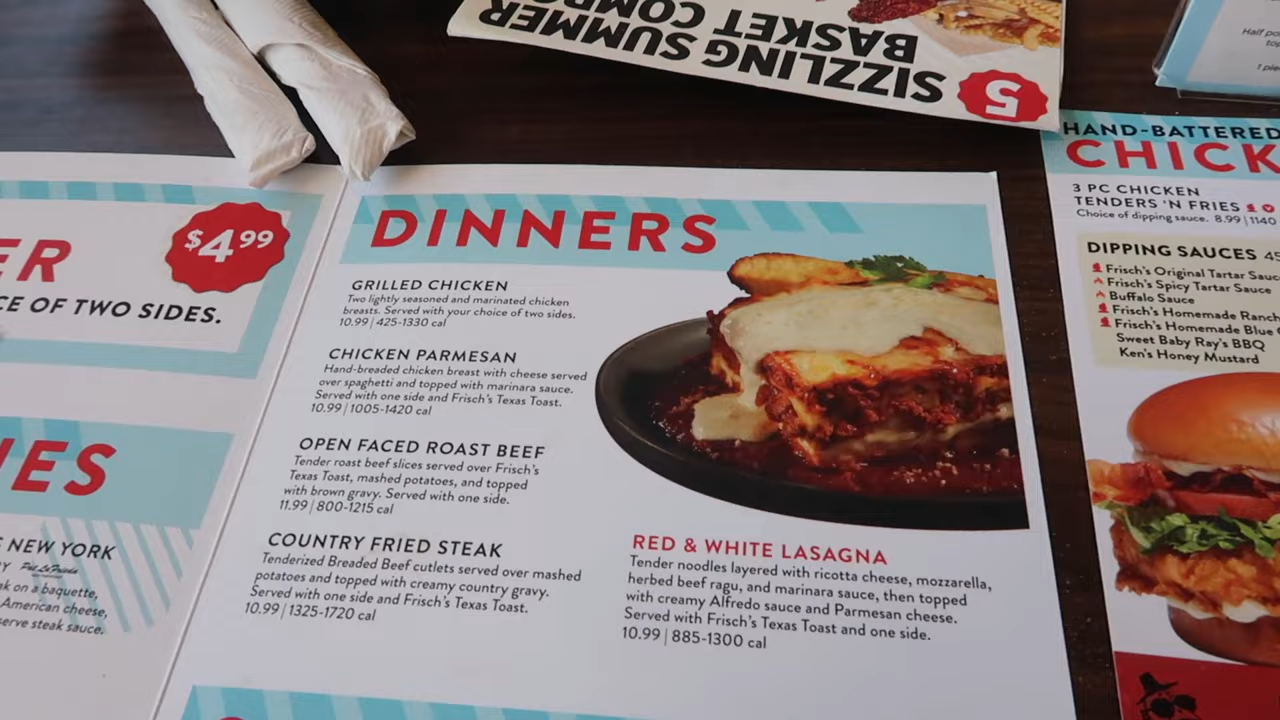 SIZZLING SUMMER
BASKET
5
Half
1
$4.99
ER
CE OF TWO SIDES.
IES
NEW YORK
Pat LaFrieda
on a baquette,
American cheese,
serve steak sauce.
DINNERS
GRILLED CHICKEN
Two lightly seasoned and marinated chicken
breasts. Served with your choice of two sides.
10.99 | 425-1330 cal
CHICKEN PARMESAN
Hand-breaded chicken breast with cheese served
over spaghetti and topped with marinara sauce.
Served with one side and Frisch's Texas Toast.
10.99 | 1005-1420 cal
OPEN FACED ROAST BEEF
Tender roast beef slices served over Frisch's
Texas Toast, mashed potatoes, and topped
with brown gravy. Served with one side.
11.99 | 800-1215 cal
COUNTRY FRIED STEAK
Tenderized Breaded Beef cutlets served over mashed
potatoes and topped with creamy country gravy.
Served with one side and Frisch's Texas Toast.
10.99 | 1325-1720 cal
RED & WHITE LASAGNA
Tender noodles layered with ricotta cheese, mozzarella,
herbed beef ragu, and marinara sauce, then topped
with creamy Alfredo sauce and Parmesan cheese.
Served with Frisch's Texas Toast and one side.
10.99 | 885-1300 cal
HAND-BATTERED
CHICK
3 PC CHICKEN
TENDERS 'N FRIES
Choice of dipping sauce. 8.99 | 1140
DIPPING SAUCES
Frisch's Original Tartar Sauce
Frisch's Spicy Tartar Sauce
Buffalo Sauce
Frisch's Homemade Ranch
Frisch's Homemade Blue
Sweet Baby Ray's BBQ
Ken's Honey Mustard